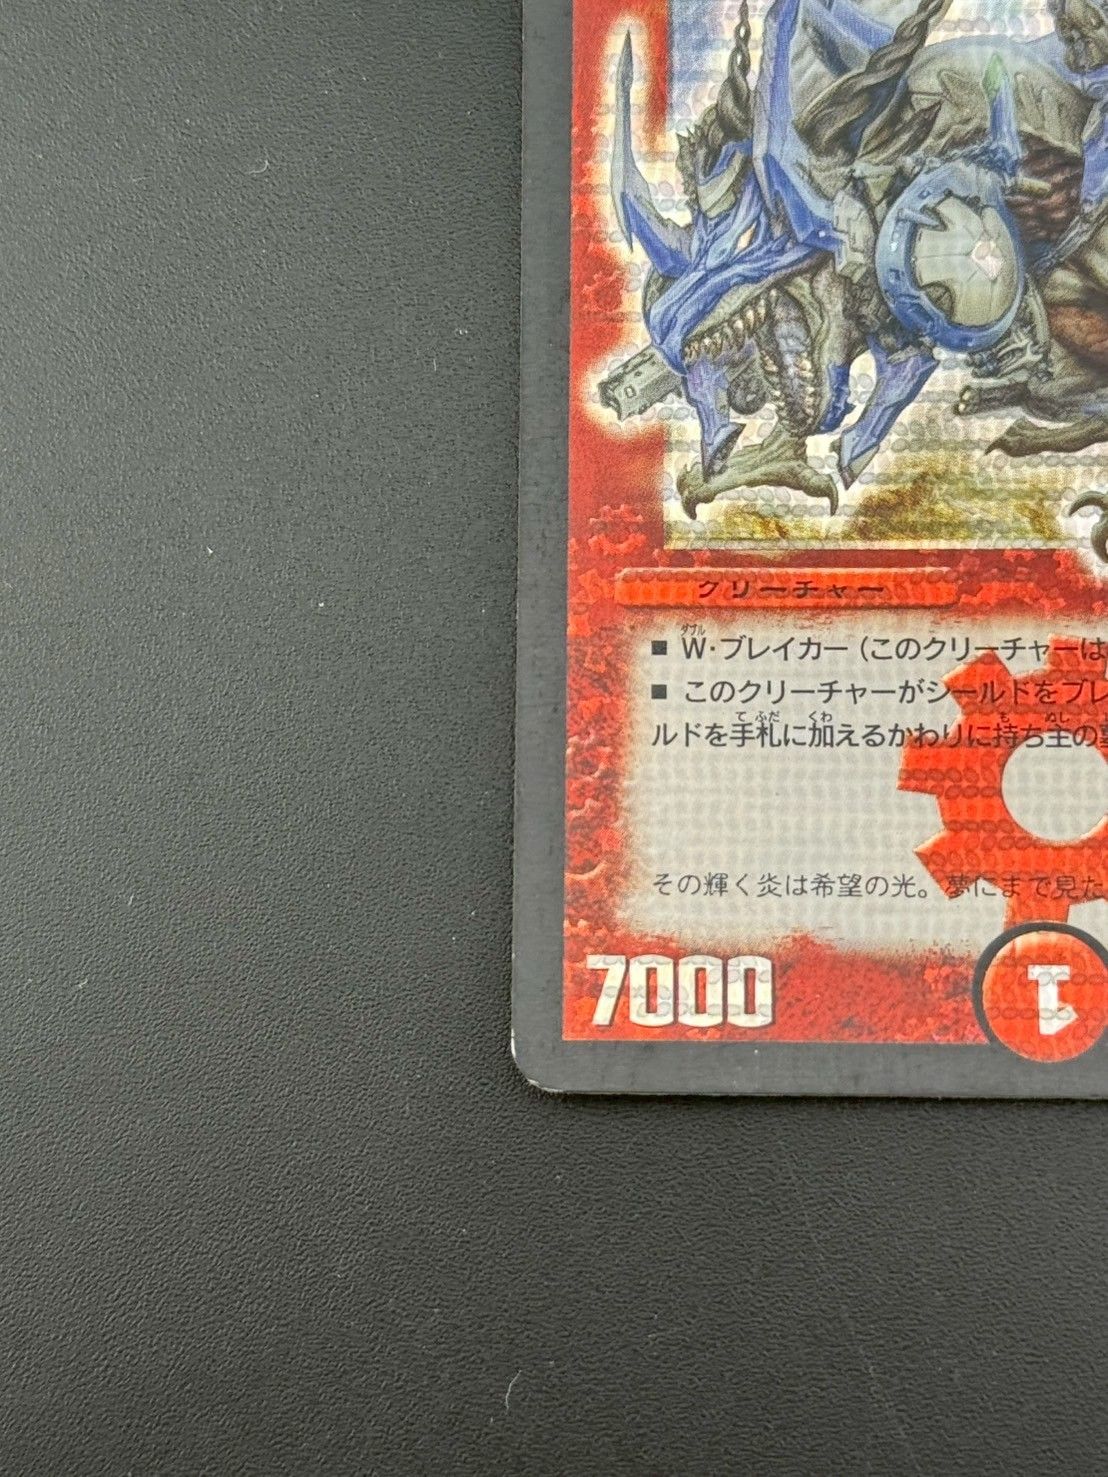 クリーチャー
■ W・ブレイカー (このクリーチャーは
■ このクリーチャーがシールドをブレ
ルドを手札に加えるかわりに持ち主の
その輝く炎は希望の光。夢にまで見た
7000
1